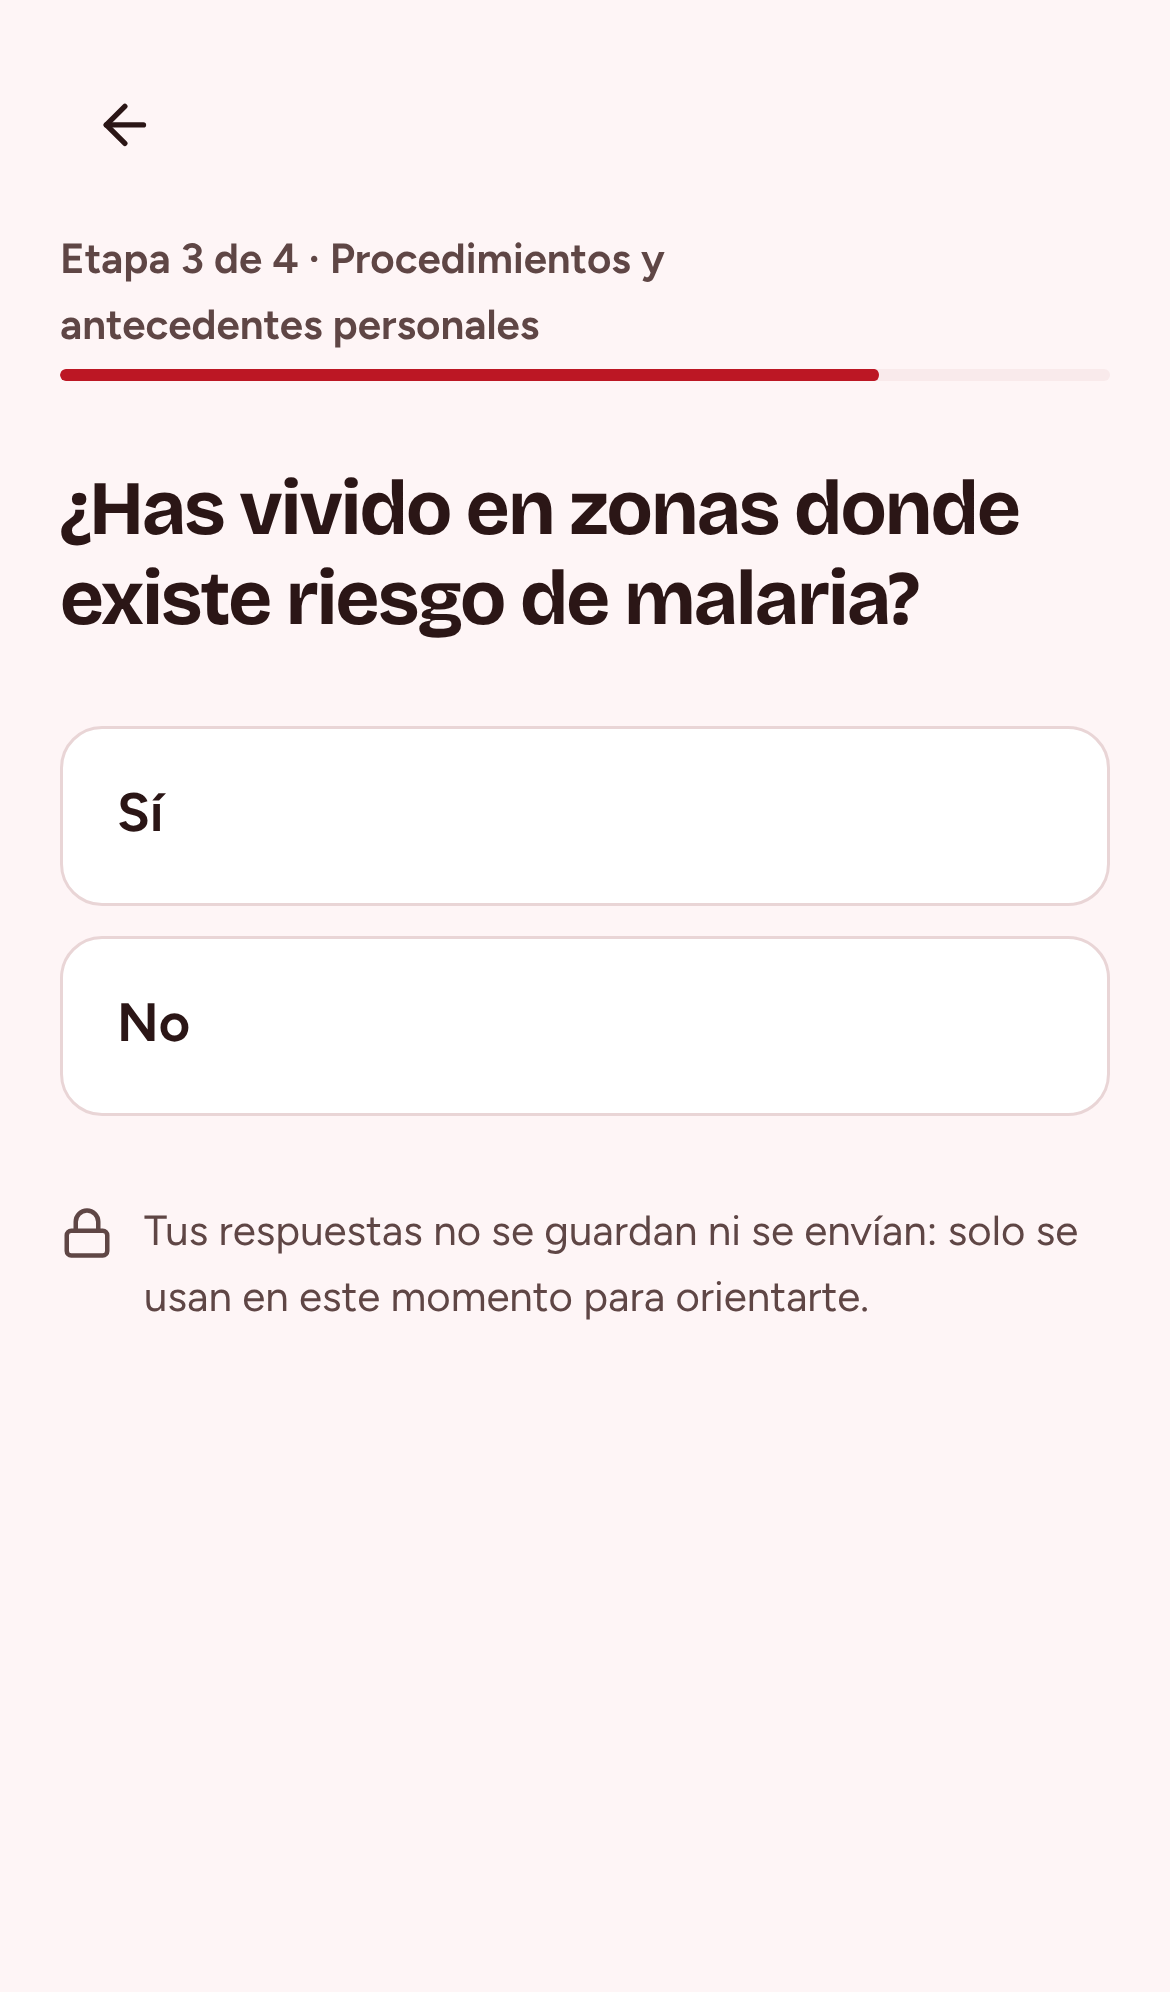 Etapa 3 de 4 · Procedimientos y
antecedentes personales
¿Has vivido en zonas donde
existe riesgo de malaria?
Sí
No
Tus respuestas no se guardan ni se envían: solo se
usan en este momento para orientarte.